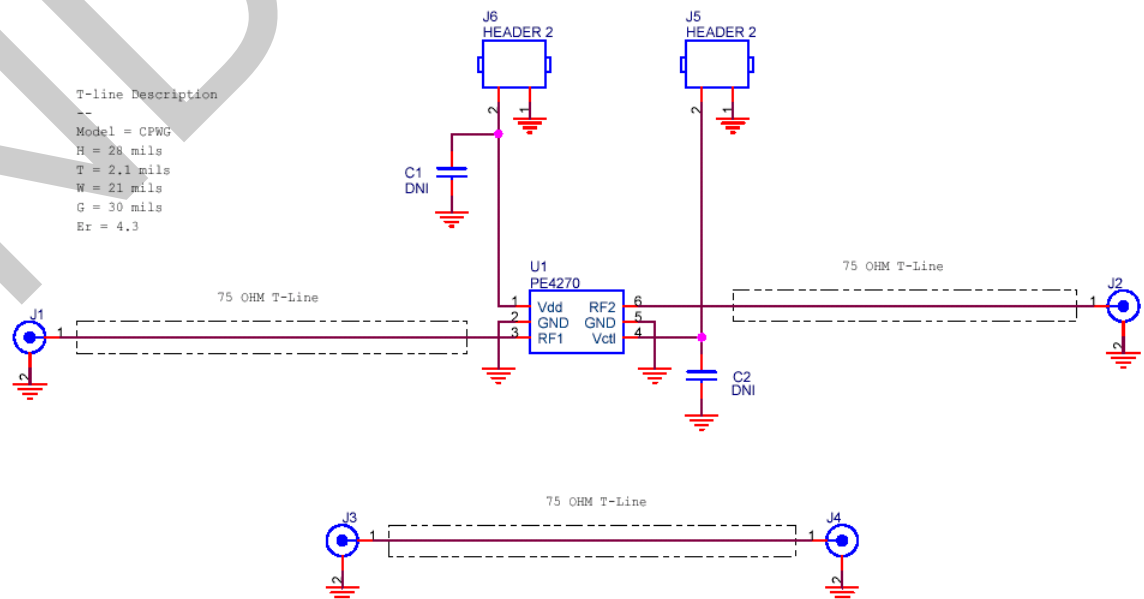 J6
HEADER 2
J5
HEADER 2
T-line Description
--
Model = CPWG
H = 28 mils
T = 2.1 mils
W = 21 mils
G = 30 mils
Er = 4.3
2
1
2
1
C1
DNI
75 OHM T-Line
U1
PE4270
75 OHM T-Line
J2
J1
1
2
1
Vdd
RF2
6
2
GND
GND
5
3
RF1
Vctl
4
1
2
C2
DNI
75 OHM T-Line
J3
1
2
J4
1
2